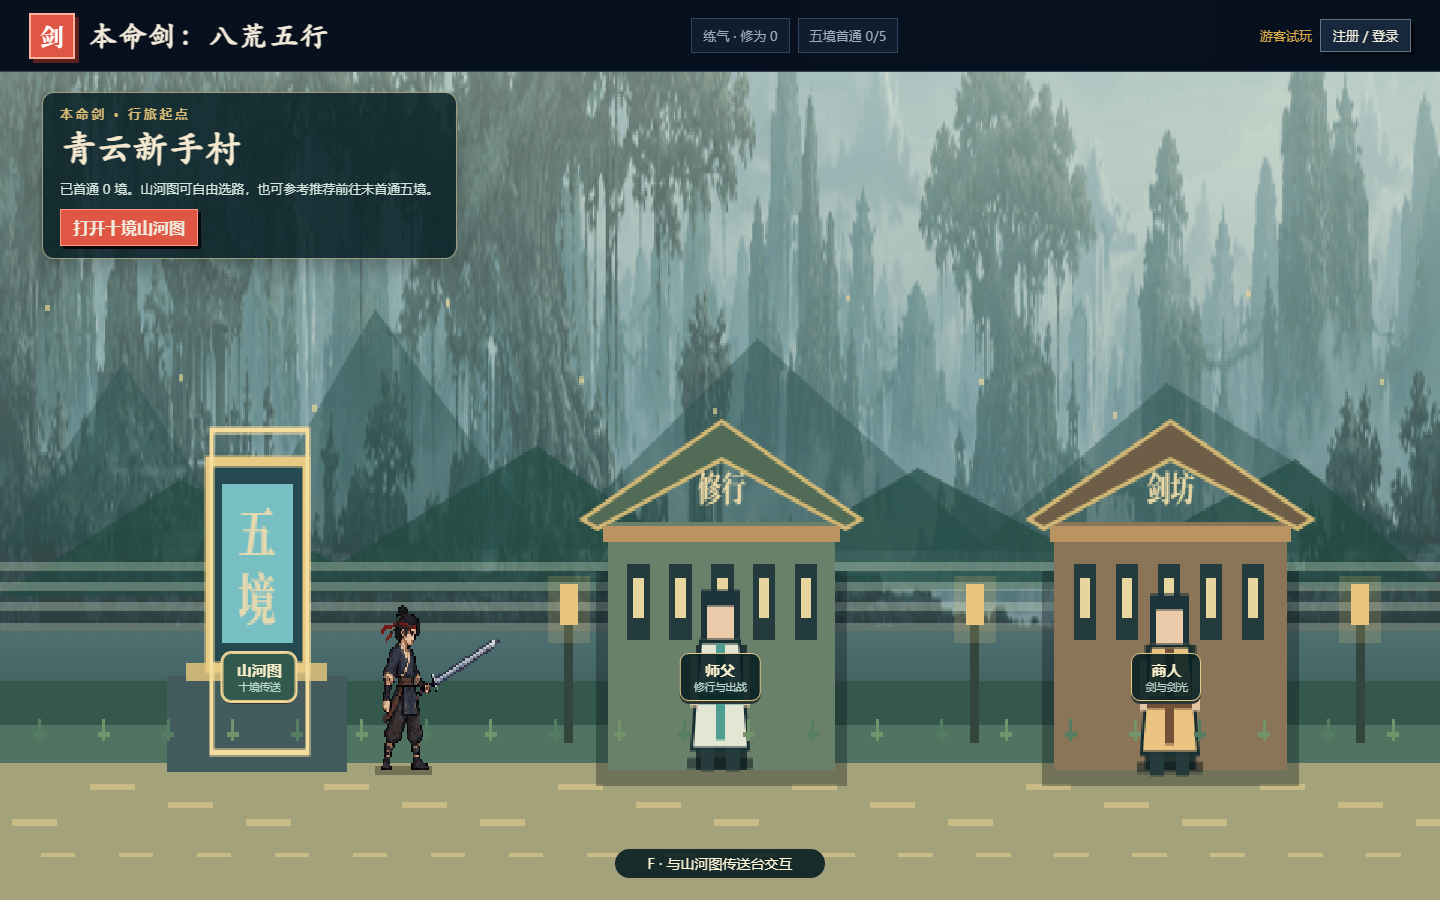 剑 本命剑：八荒五行
练气 · 修为 0
五境首通 0/5
游客试玩
注册 / 登录
本命剑 • 行旅起点
青云新手村
已首通 0 境。山河图可自由选路，也可参考推荐前往未首通五境。
打开十境山河图
修行
剑坊
五
境
山河图
十境传送
师父
修行与出战
商人
剑与剑光
F · 与山河图传送台交互